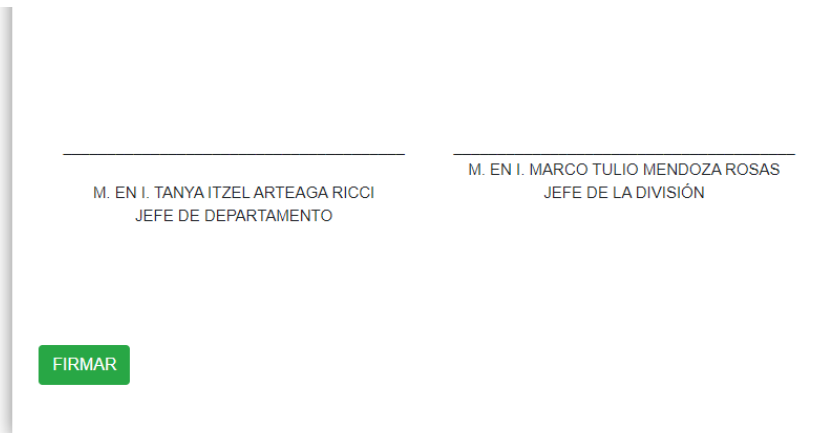 M. EN I. TANYA ITZEL ARTEAGA RICCI
JEFE DE DEPARTAMENTO
M. EN I. MARCO TULIO MENDOZA ROSAS
JEFE DE LA DIVISIÓN
FIRMAR